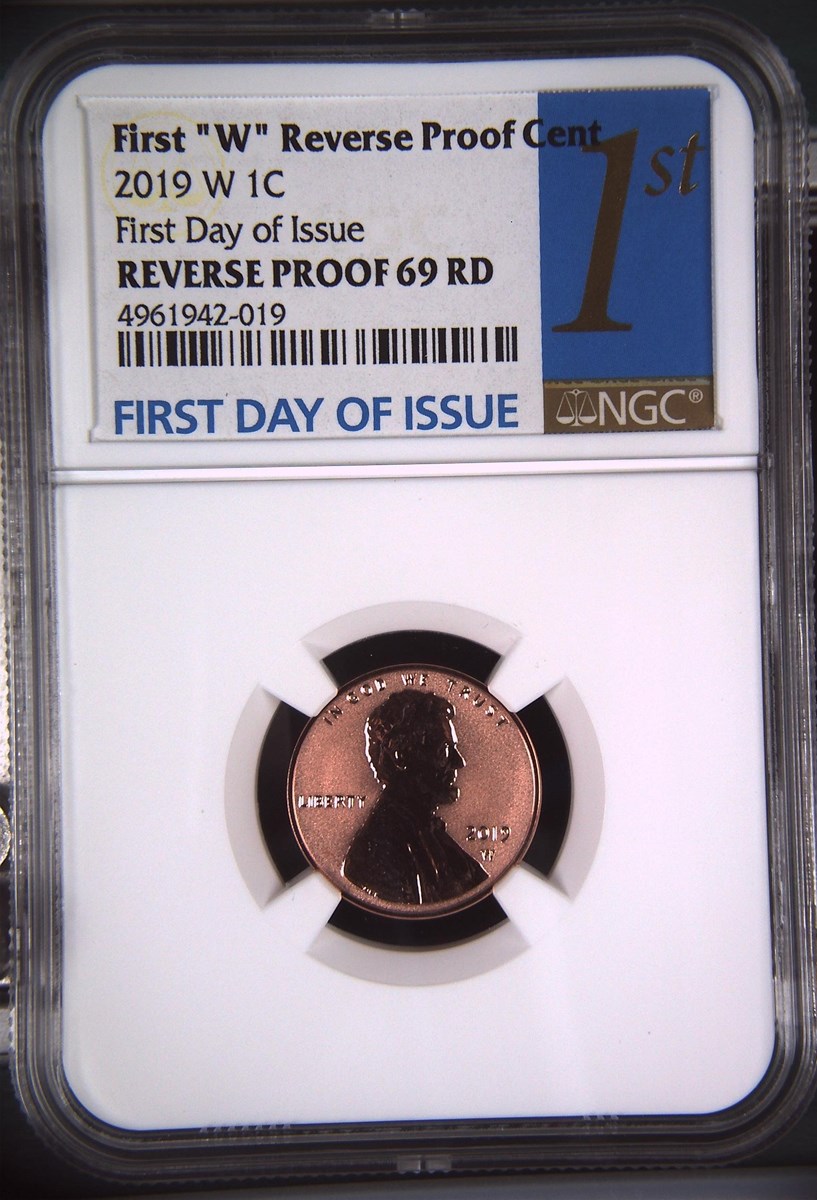 First "W" Reverse Proof Cent
2019 W 1C
First Day of Issue
REVERSE PROOF 69 RD
4961942-019
FIRST DAY OF ISSUE
1st
NGC®
IN GOD WE TRUST
LIBERTY
2019
W